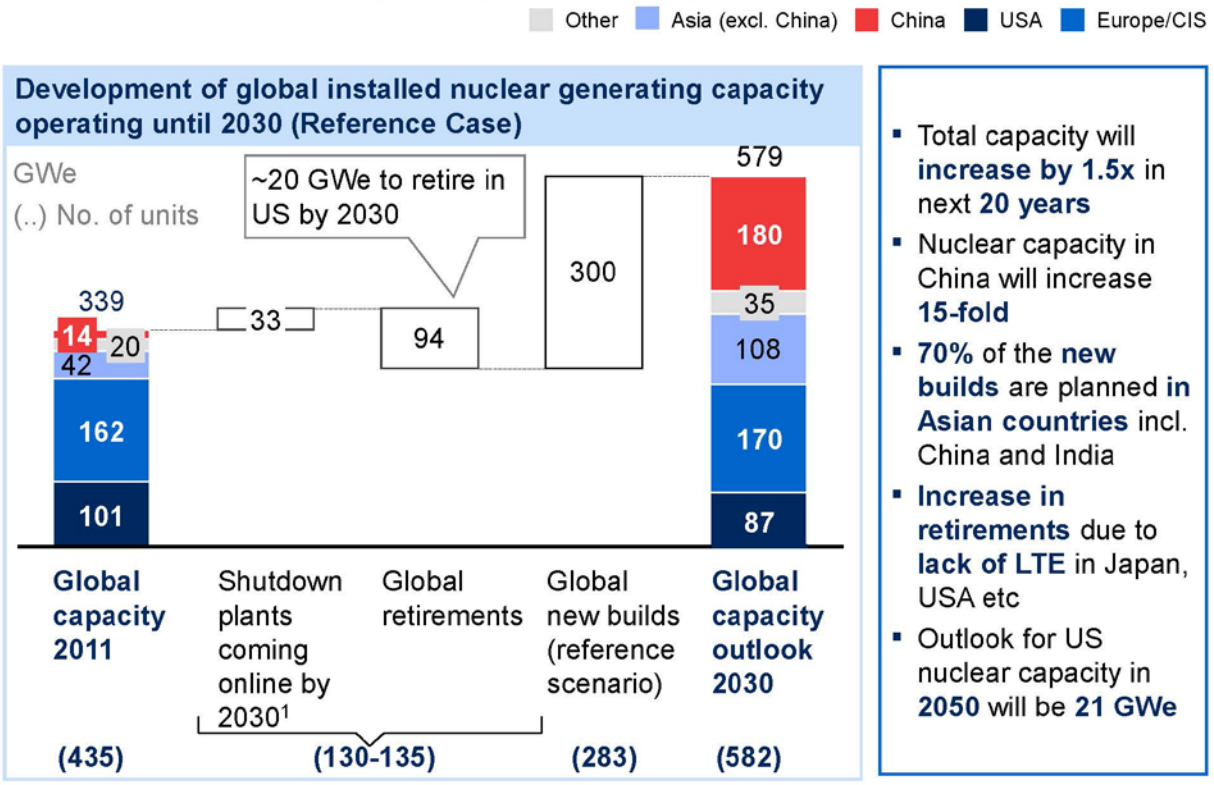 Other Asia (excl. China) China USA Europe/CIS
Development of global installed nuclear generating capacity
operating until 2030 (Reference Case)
GWe
(..) No. of units
~20 GWe to retire in
US by 2030
339
14
20
42
162
101
33
94
300
579
180
35
108
170
87
Global
capacity
2011
Shutdown
plants
coming
online by
2030¹
Global
retirements
Global
new builds
(reference
scenario)
Global
capacity
outlook
2030
(435)
(130-135)
(283)
(582)
▪ Total capacity will
increase by 1.5x in
next 20 years
▪ Nuclear capacity in
China will increase
15-fold
▪ 70% of the new
builds are planned in
Asian countries incl.
China and India
▪ Increase in
retirements due to
lack of LTE in Japan,
USA etc
▪ Outlook for US
nuclear capacity in
2050 will be 21 GWe